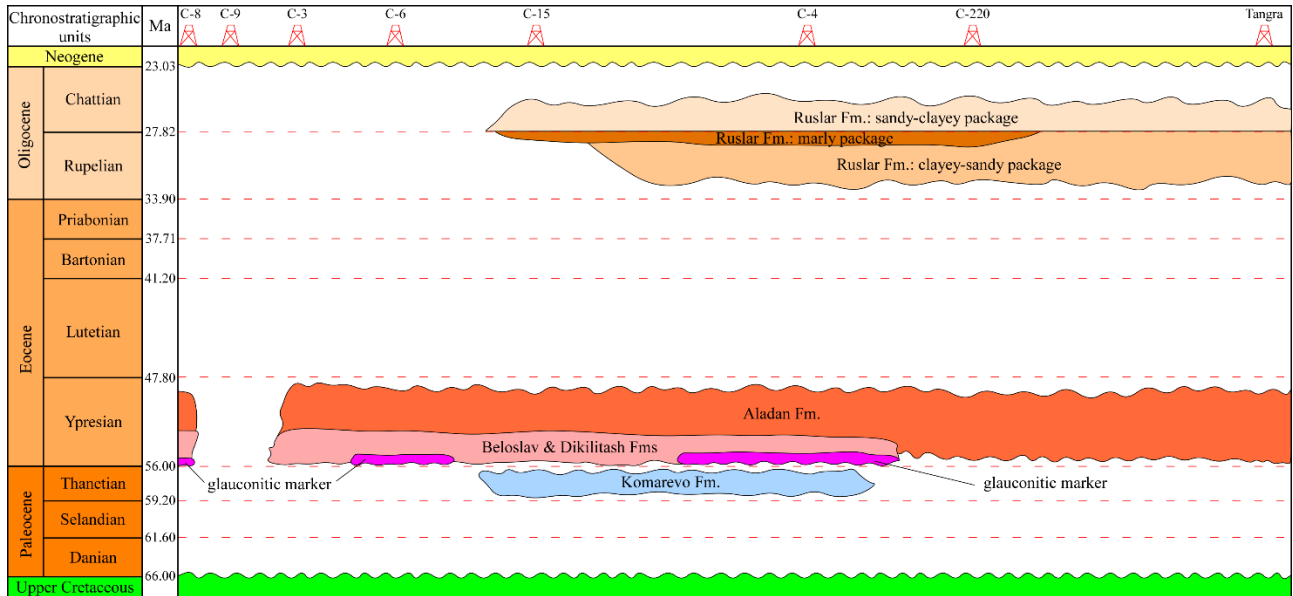 Chronostratigraphic
units
Ma
C-8
C-9
C-3
C-6
C-15
C-4
C-220
Tangra
Neogene
23.03
Oligocene
Chattian
Ruslar Fm.: sandy-clayey package
27.82
Ruslar Fm.: marly package
Rupelian
Ruslar Fm.: clayey-sandy package
33.90
Eocene
Priabonian
37.71
Bartonian
41.20
Lutetian
47.80
Ypresian
Aladan Fm.
Beloslav & Dikilitash Fms
56.00
Paleocene
Thanetian
glauconitic marker
Komarevo Fm.
glauconitic marker
59.20
Selandian
61.60
Danian
66.00
Upper Cretaceous